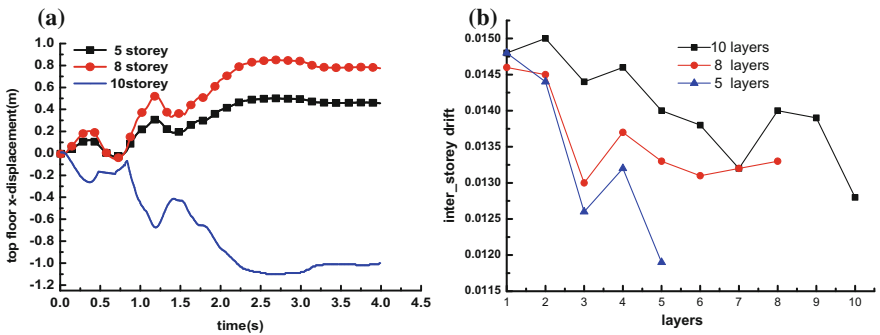 (a)
5 storey
8 storey
10storey
top floor x-displacement(m)
1.0
0.8
0.6
0.4
0.2
0.0
-0.2
-0.4
-0.6
-0.8
-1.0
-1.2
0.0 0.5 1.0 1.5 2.0 2.5 3.0 3.5 4.0 4.5
time(s)
(b)
10 layers
8 layers
5 layers
inter_storey drift
0.0150
0.0145
0.0140
0.0135
0.0130
0.0125
0.0120
0.0115
1 2 3 4 5 6 7 8 9 10
layers